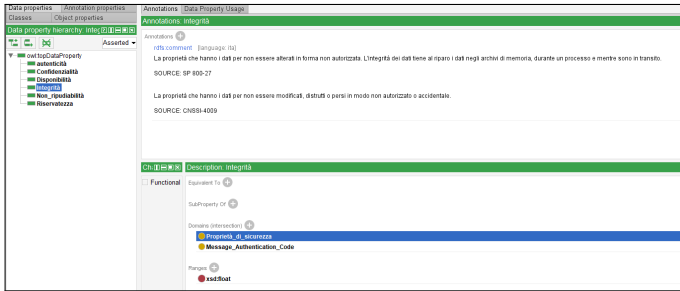 Data properties
Annotation properties
Classes
Object properties
Data property hierarchy: Integ
Asserted
owl:topDataProperty
autenticità
Confidenzialità
Disponibilità
Integrità
Non_ripudiabilità
Riservatezza
Annotations
Data Property Usage
Annotations: Integrità
Annotations
rdfs:comment [language: ita]
La proprietà che hanno i dati per non essere alterati in forma non autorizzata. L'integrità dei dati tiene al riparo i dati negli archivi di memoria, durante un processo e mentre sono in transito.
SOURCE: SP 800-27
La proprietà che hanno i dati per non essere modificati, distrutti o persi in modo non autorizzato o accidentale.
SOURCE: CNSSI-4009
Ch
Functional
Description: Integrità
Equivalent To
SubProperty Of
Domains (intersection)
Proprietà_di_sicurezza
Message_Authentication_Code
Ranges
xsd:float